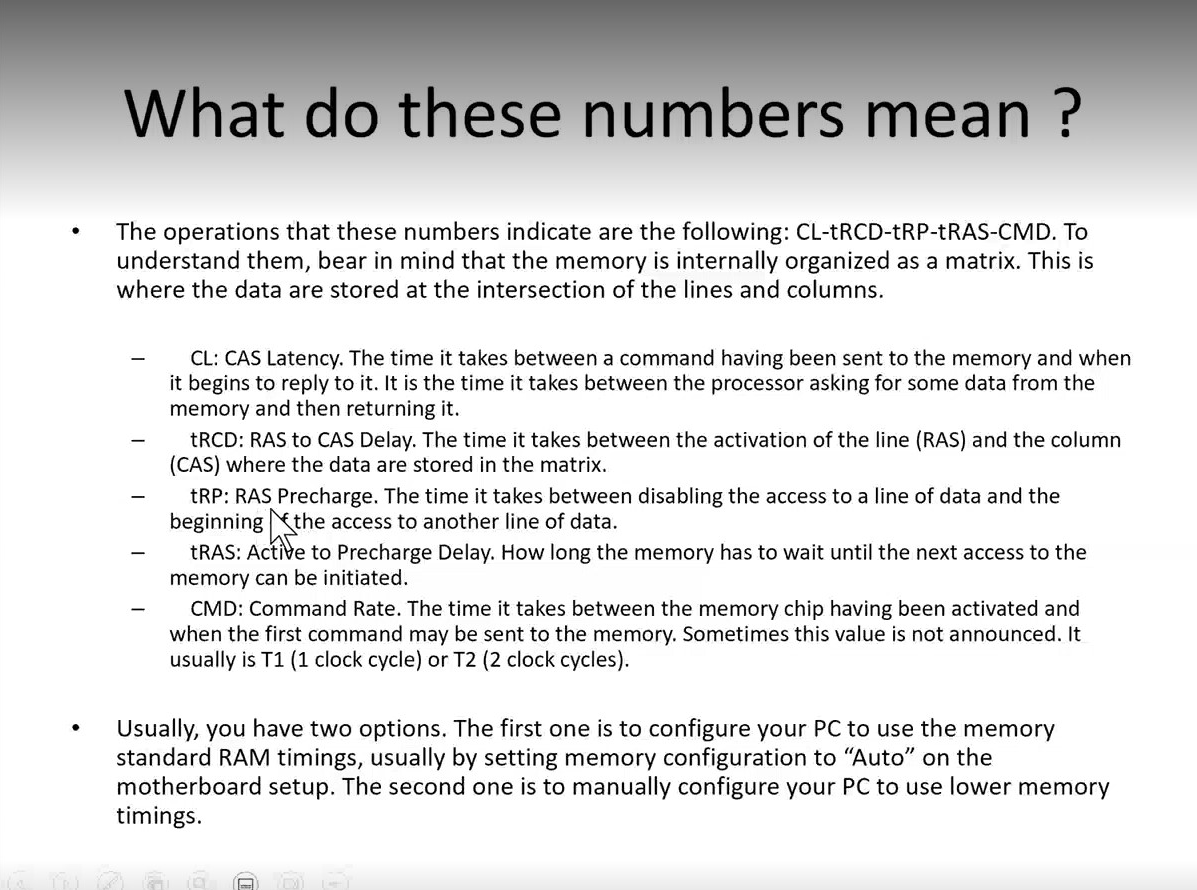 What do these numbers mean ?
• The operations that these numbers indicate are the following: CL-tRCD-tRP-tRAS-CMD. To
understand them, bear in mind that the memory is internally organized as a matrix. This is
where the data are stored at the intersection of the lines and columns.
– CL: CAS Latency. The time it takes between a command having been sent to the memory and when
it begins to reply to it. It is the time it takes between the processor asking for some data from the
memory and then returning it.
– tRCD: RAS to CAS Delay. The time it takes between the activation of the line (RAS) and the column
(CAS) where the data are stored in the matrix.
– tRP: RAS Precharge. The time it takes between disabling the access to a line of data and the
beginning of the access to another line of data.
– tRAS: Active to Precharge Delay. How long the memory has to wait until the next access to the
memory can be initiated.
– CMD: Command Rate. The time it takes between the memory chip having been activated and
when the first command may be sent to the memory. Sometimes this value is not announced. It
usually is T1 (1 clock cycle) or T2 (2 clock cycles).
• Usually, you have two options. The first one is to configure your PC to use the memory
standard RAM timings, usually by setting memory configuration to “Auto” on the
motherboard setup. The second one is to manually configure your PC to use lower memory
timings.